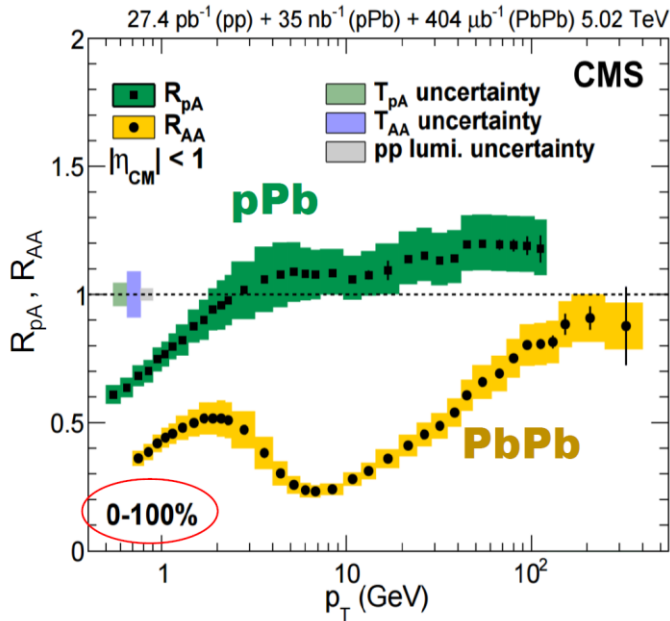 27.4 pb⁻¹ (pp) + 35 nb⁻¹ (pPb) + 404 μb⁻¹ (PbPb) 5.02 TeV
CMS
R_pA
R_AA
|η_CM| < 1
T_pA uncertainty
T_AA uncertainty
pp lumi. uncertainty
pPb
PbPb
0-100%
R_pA , R_AA
2
1.5
1
0.5
0
1
10
10²
p_T (GeV)